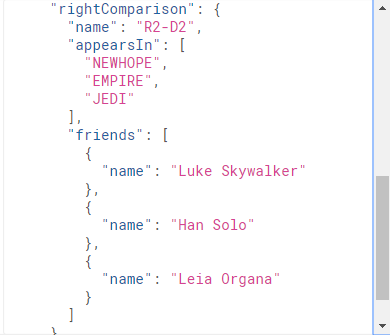 "rightComparison": {
"name": "R2-D2",
"appearsIn": [
"NEWHOPE",
"EMPIRE",
"JEDI"
],
"friends": [
{
"name": "Luke Skywalker"
},
{
"name": "Han Solo"
},
{
"name": "Leia Organa"
}
]
}